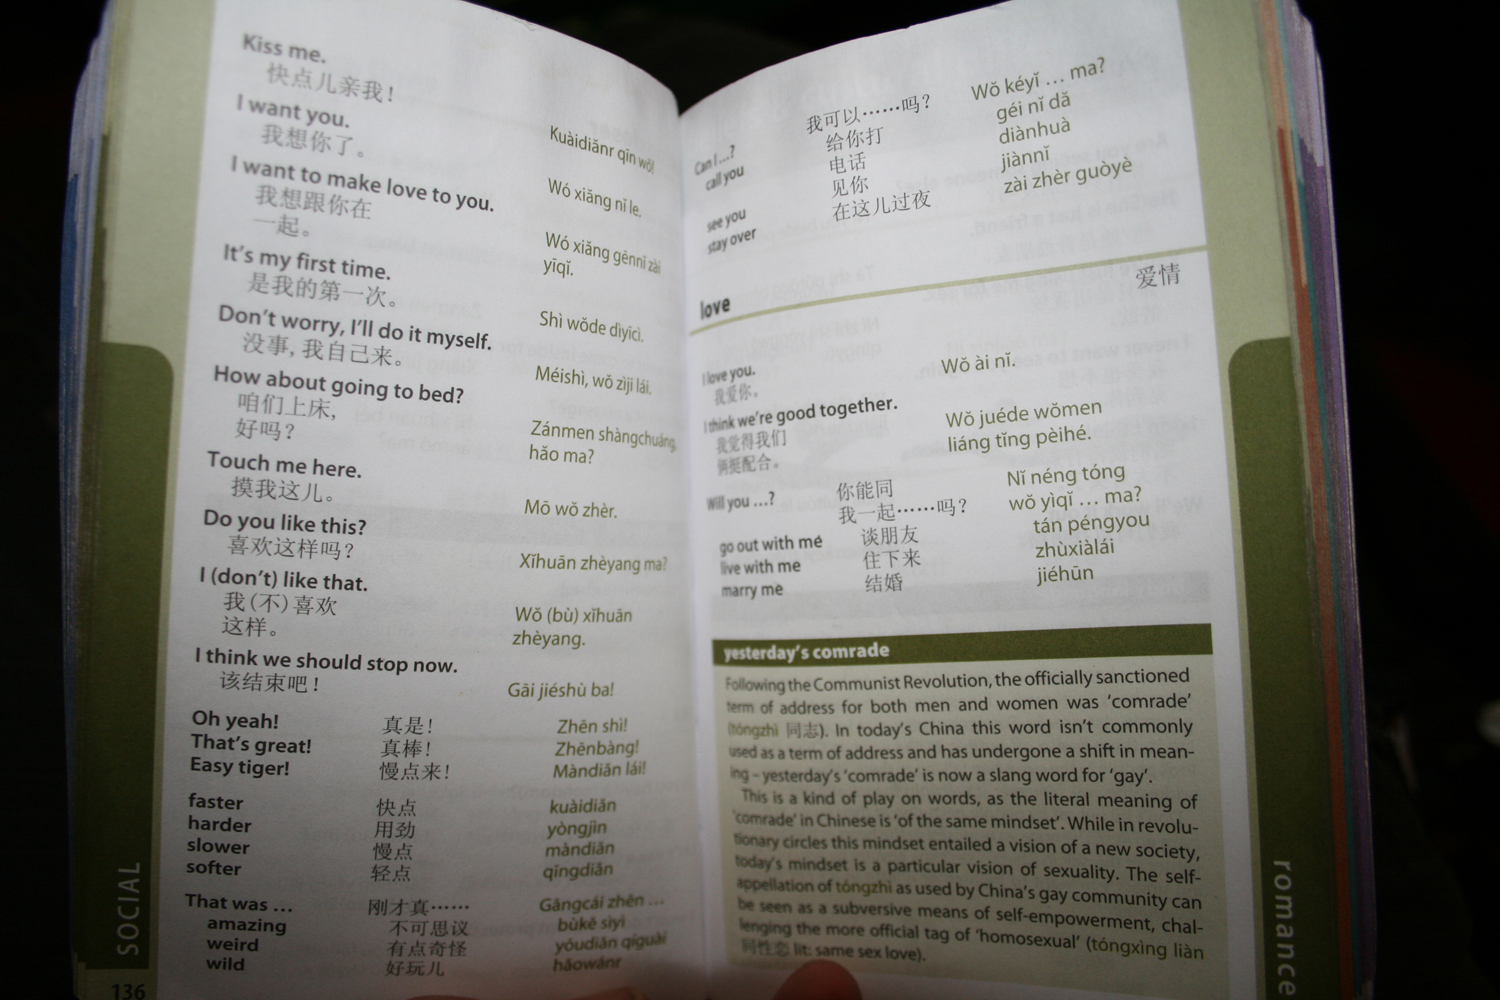 Kiss me.
快点儿亲我! Kuàidiǎnr qīn wǒ!
I want you.
我想你了。 Wó xiǎng nǐ le.
I want to make love to you.
我想跟你在 Wó xiǎng gēnnǐ zài
一起。 yīqǐ.
It's my first time.
是我的第一次。 Shì wǒde dìyīcì.
Don't worry, I'll do it myself.
没事,我自己来。 Méishì, wǒ zìjǐ lái.
How about going to bed?
咱们上床, Zánmen shàngchuáng,
好吗? hǎo ma?
Touch me here.
摸我这儿。 Mō wǒ zhèr.
Do you like this?
喜欢这样吗? Xǐhuān zhèyang ma?
I (don't) like that.
我(不)喜欢 Wǒ (bù) xǐhuān
这样。 zhèyang.
I think we should stop now.
该结束吧! Gāi jiéshù ba!
Oh yeah! 真是! Zhēn shì!
That's great! 真棒! Zhēnbàng!
Easy tiger! 慢点来! Màndiǎn lái!
faster 快点 kuàidiǎn
harder 用劲 yòngjìn
slower 慢点 màndiǎn
softer 轻点 qīngdiǎn
That was ... 刚才真…… Gāngcái zhēn ...
amazing 不可思议 bùkě sīyì
weird 有点奇怪 yóudiǎn qíguài
wild 好玩儿 hǎowánr
SOCIAL
136
Can I ...? 我可以……吗? Wǒ kéyǐ ... ma?
call you 给你打 géi nǐ dǎ
电话 diànhuà
see you 见你 jiànnǐ
stay over 在这儿过夜 zài zhèr guòyè
love 爱情
I love you.
我爱你。 Wǒ ài nǐ.
I think we're good together.
我觉得我们 Wǒ juéde wǒmen
俩挺配合。 liáng tǐng pèihé.
Will you ...? 你能同 Nǐ néng tóng
我一起……吗? wǒ yìqǐ ... ma?
go out with me 谈朋友 tán péngyou
live with me 住下来 zhùxiàlái
marry me 结婚 jiéhūn
yesterday's comrade
Following the Communist Revolution, the officially sanctioned
term of address for both men and women was 'comrade'
(tóngzhì 同志). In today's China this word isn't commonly
used as a term of address and has undergone a shift in mean-
ing – yesterday's 'comrade' is now a slang word for 'gay'.
This is a kind of play on words, as the literal meaning of
'comrade' in Chinese is 'of the same mindset'. While in revolu-
tionary circles this mindset entailed a vision of a new society,
today's mindset is a particular vision of sexuality. The self-
appellation of tóngzhì as used by China's gay community can
be seen as a subversive means of self-empowerment, chal-
lenging the more official tag of 'homosexual' (tóngxìng liàn
同性恋 lit: same sex love).
romance